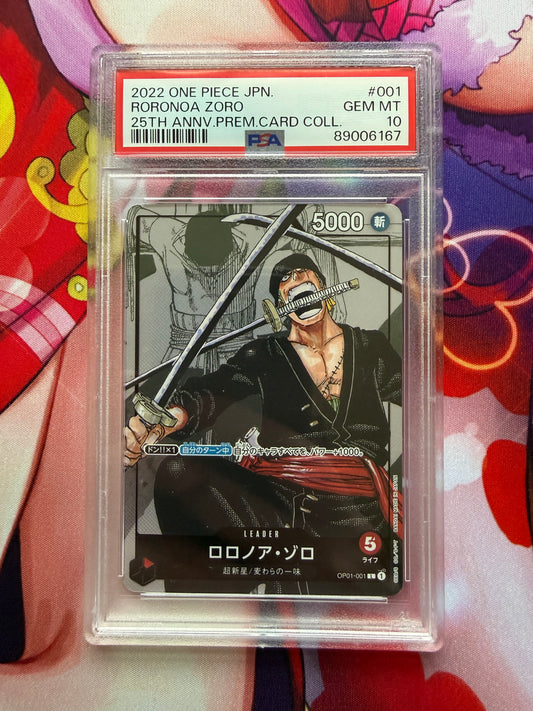 2022 ONE PIECE JPN. #001
RORONOA ZORO GEM MT
25TH ANNV.PREM.CARD COLL. 10
PSA 89006167
5000 斬
ドン!!×1 自分のターン中 自分のキャラすべてを、パワー+1000。
LEADER
ロロノア・ゾロ
5
ライフ
超新星/麦わらの一味
OP01-001 L 1